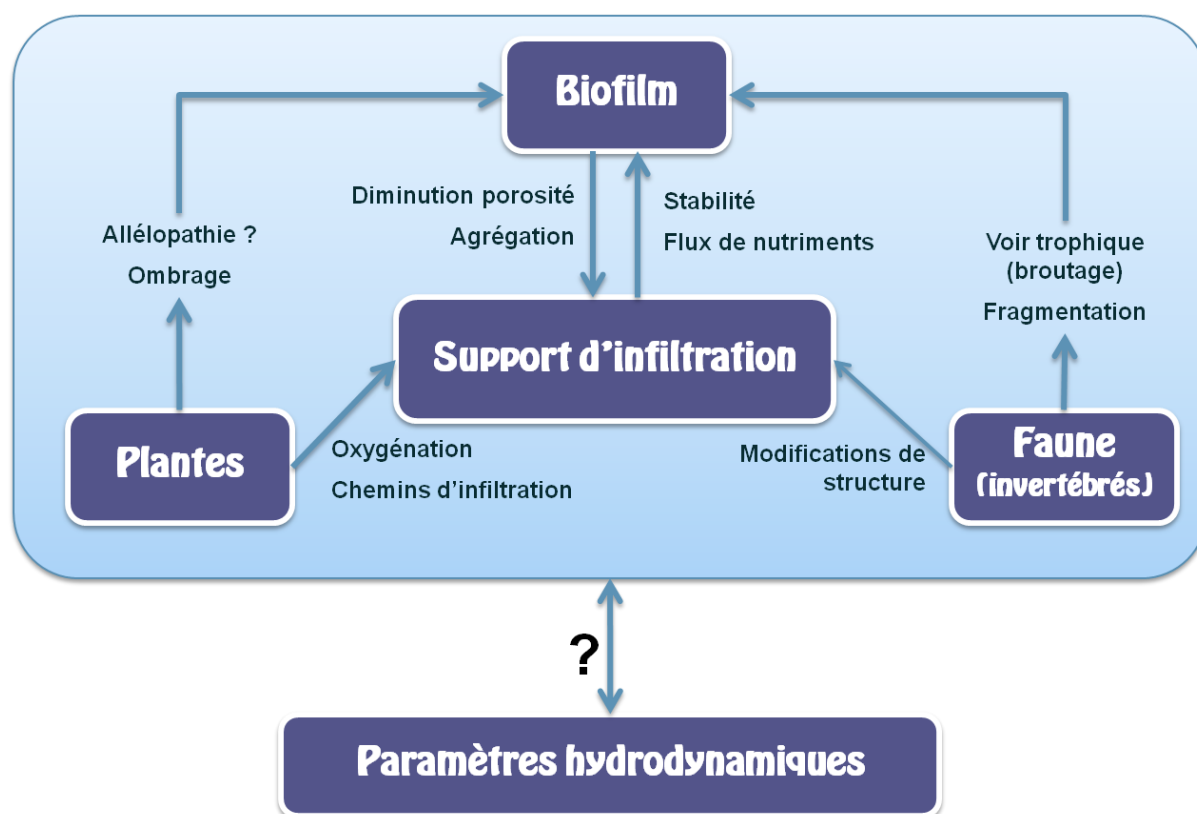 Biofilm
Diminution porosité
Agrégation
Stabilité
Flux de nutriments
Allélopathie ?
Ombrage
Voir trophique
(broutage)
Fragmentation
Support d'infiltration
Plantes
Oxygénation
Chemins d'infiltration
Modifications de
structure
Faune
(invertébrés)
?
Paramètres hydrodynamiques